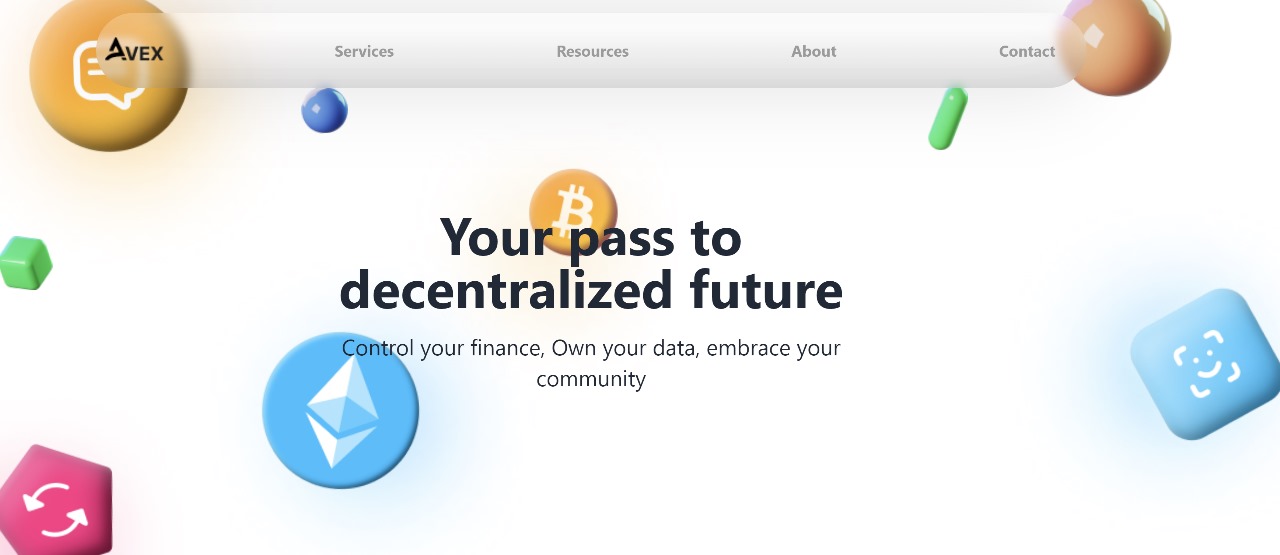 AVEX
Services
Resources
About
Contact
Your pass to
decentralized future
Control your finance, Own your data, embrace your
community